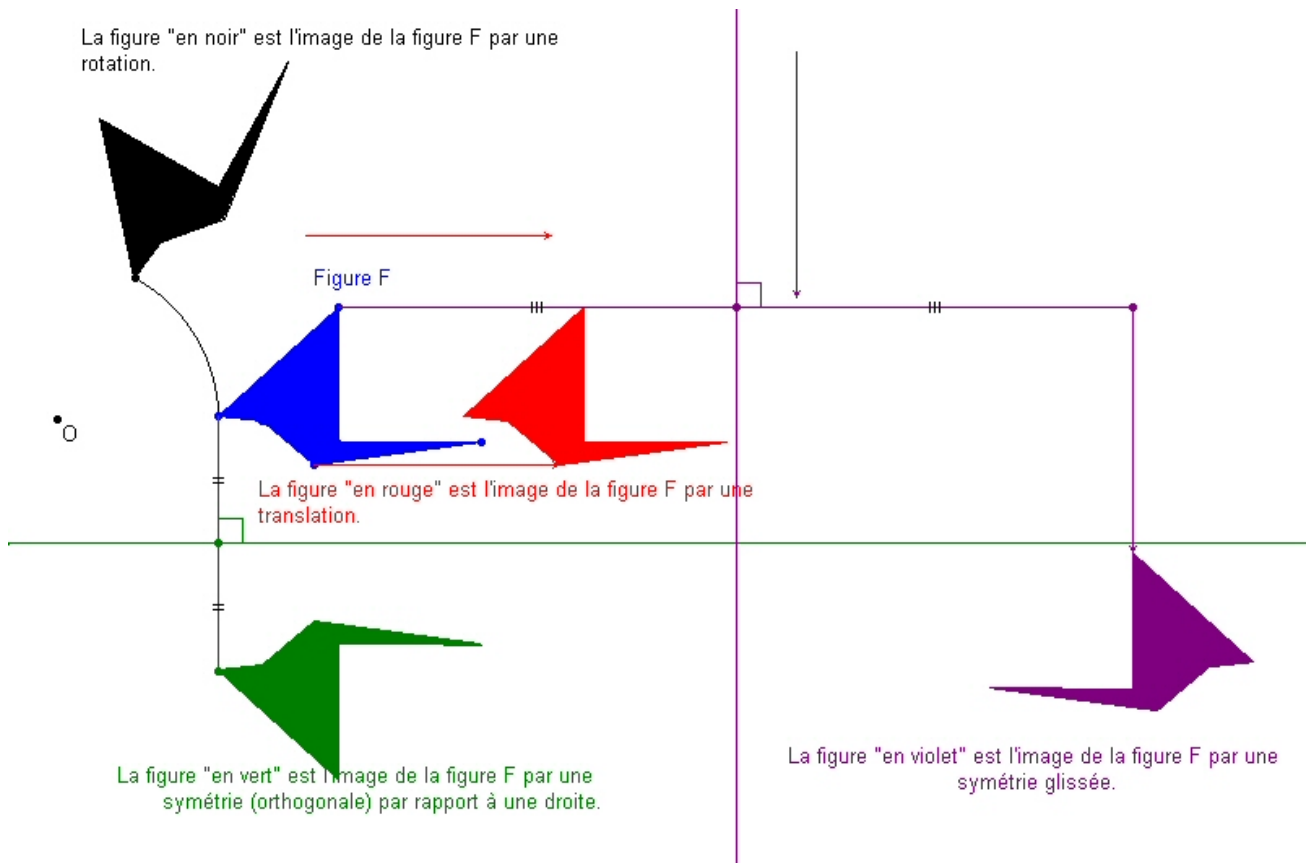 La figure "en noir" est l'image de la figure F par une
rotation.
Figure F
O
La figure "en rouge" est l'image de la figure F par une
translation.
La figure "en vert" est l'image de la figure F par une
symétrie (orthogonale) par rapport à une droite.
La figure "en violet" est l'image de la figure F par une
symétrie glissée.